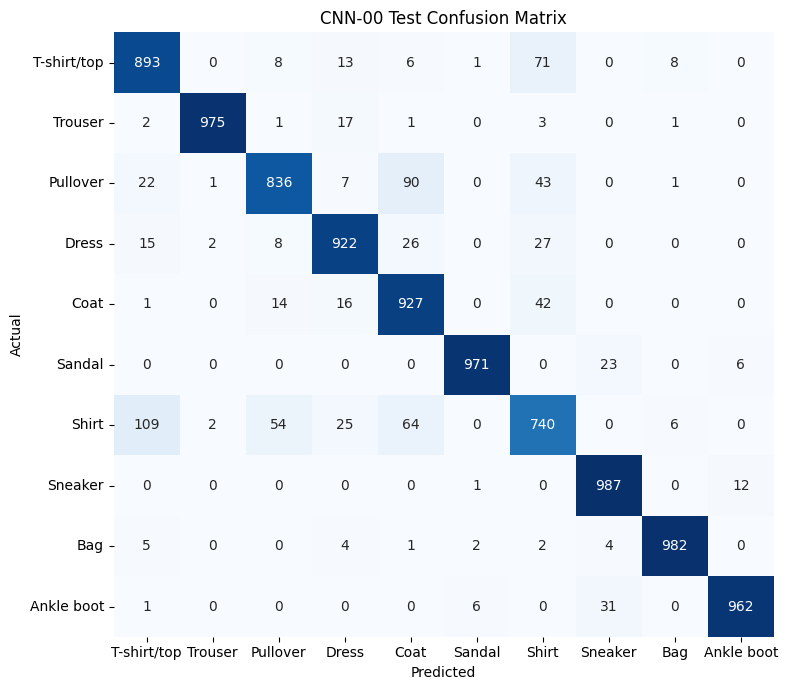 CNN-00 Test Confusion Matrix
T-shirt/top 893 0 8 13 6 1 71 0 8 0
Trouser 2 975 1 17 1 0 3 0 1 0
Pullover 22 1 836 7 90 0 43 0 1 0
Dress 15 2 8 922 26 0 27 0 0 0
Coat 1 0 14 16 927 0 42 0 0 0
Actual
Sandal 0 0 0 0 0 971 0 23 0 6
Shirt 109 2 54 25 64 0 740 0 6 0
Sneaker 0 0 0 0 0 1 0 987 0 12
Bag 5 0 0 4 1 2 2 4 982 0
Ankle boot 1 0 0 0 0 6 0 31 0 962
T-shirt/top Trouser Pullover Dress Coat Sandal Shirt Sneaker Bag Ankle boot
Predicted